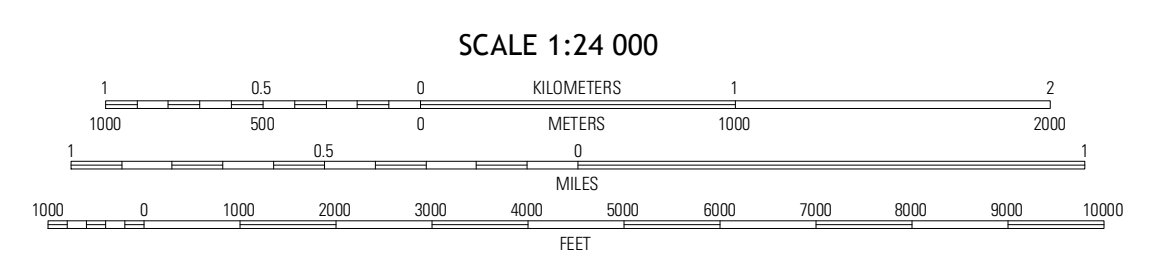 SCALE 1:24 000
1 0.5 0 KILOMETERS 1 2
1000 500 0 METERS 1000 2000
1 0.5 0 1
MILES
1000 0 1000 2000 3000 4000 5000 6000 7000 8000 9000 10000
FEET